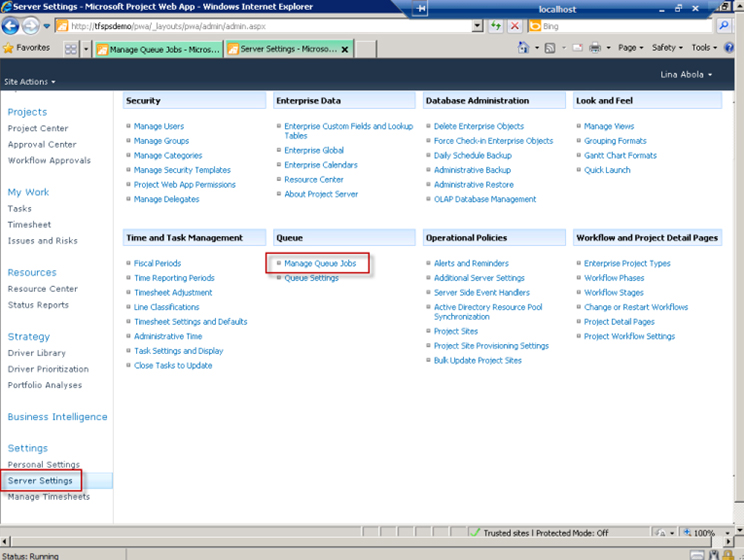 Server Settings - Microsoft Project Web App - Windows Internet Explorer
localhost
http://tfspsdemo/pwa/_layouts/pwa/admin/admin.aspx
Bing
Favorites
Manage Queue Jobs - Micros...
Server Settings - Microso...
Page
Safety
Tools
Site Actions
Lina Abola
Projects
Project Center
Approval Center
Workflow Approvals
My Work
Tasks
Timesheet
Issues and Risks
Resources
Resource Center
Status Reports
Strategy
Driver Library
Driver Prioritization
Portfolio Analyses
Business Intelligence
Settings
Personal Settings
Server Settings
Manage Timesheets
Security
Manage Users
Manage Groups
Manage Categories
Manage Security Templates
Project Web App Permissions
Manage Delegates
Enterprise Data
Enterprise Custom Fields and Lookup
Tables
Enterprise Global
Enterprise Calendars
Resource Center
About Project Server
Database Administration
Delete Enterprise Objects
Force Check-in Enterprise Objects
Daily Schedule Backup
Administrative Backup
Administrative Restore
OLAP Database Management
Look and Feel
Manage Views
Grouping Formats
Gantt Chart Formats
Quick Launch
Time and Task Management
Fiscal Periods
Time Reporting Periods
Timesheet Adjustment
Line Classifications
Timesheet Settings and Defaults
Administrative Time
Task Settings and Display
Close Tasks to Update
Queue
Manage Queue Jobs
Queue Settings
Operational Policies
Alerts and Reminders
Additional Server Settings
Server Side Event Handlers
Active Directory Resource Pool
Synchronization
Project Sites
Project Site Provisioning Settings
Bulk Update Project Sites
Workflow and Project Detail Pages
Enterprise Project Types
Workflow Phases
Workflow Stages
Change or Restart Workflows
Project Detail Pages
Project Workflow Settings
Trusted sites | Protected Mode: Off
100%
Status: Running